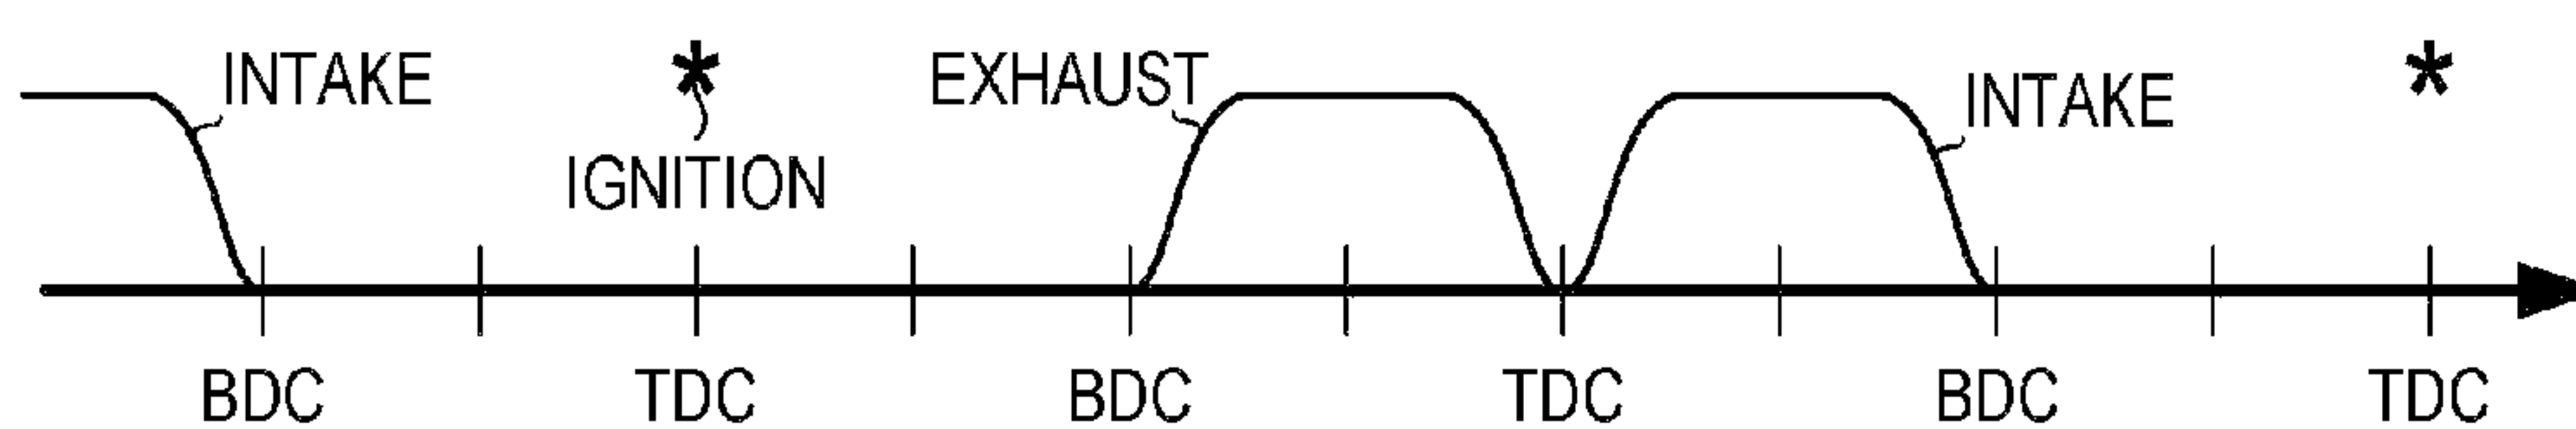 INTAKE * EXHAUST INTAKE *
IGNITION
BDC TDC BDC TDC BDC TDC